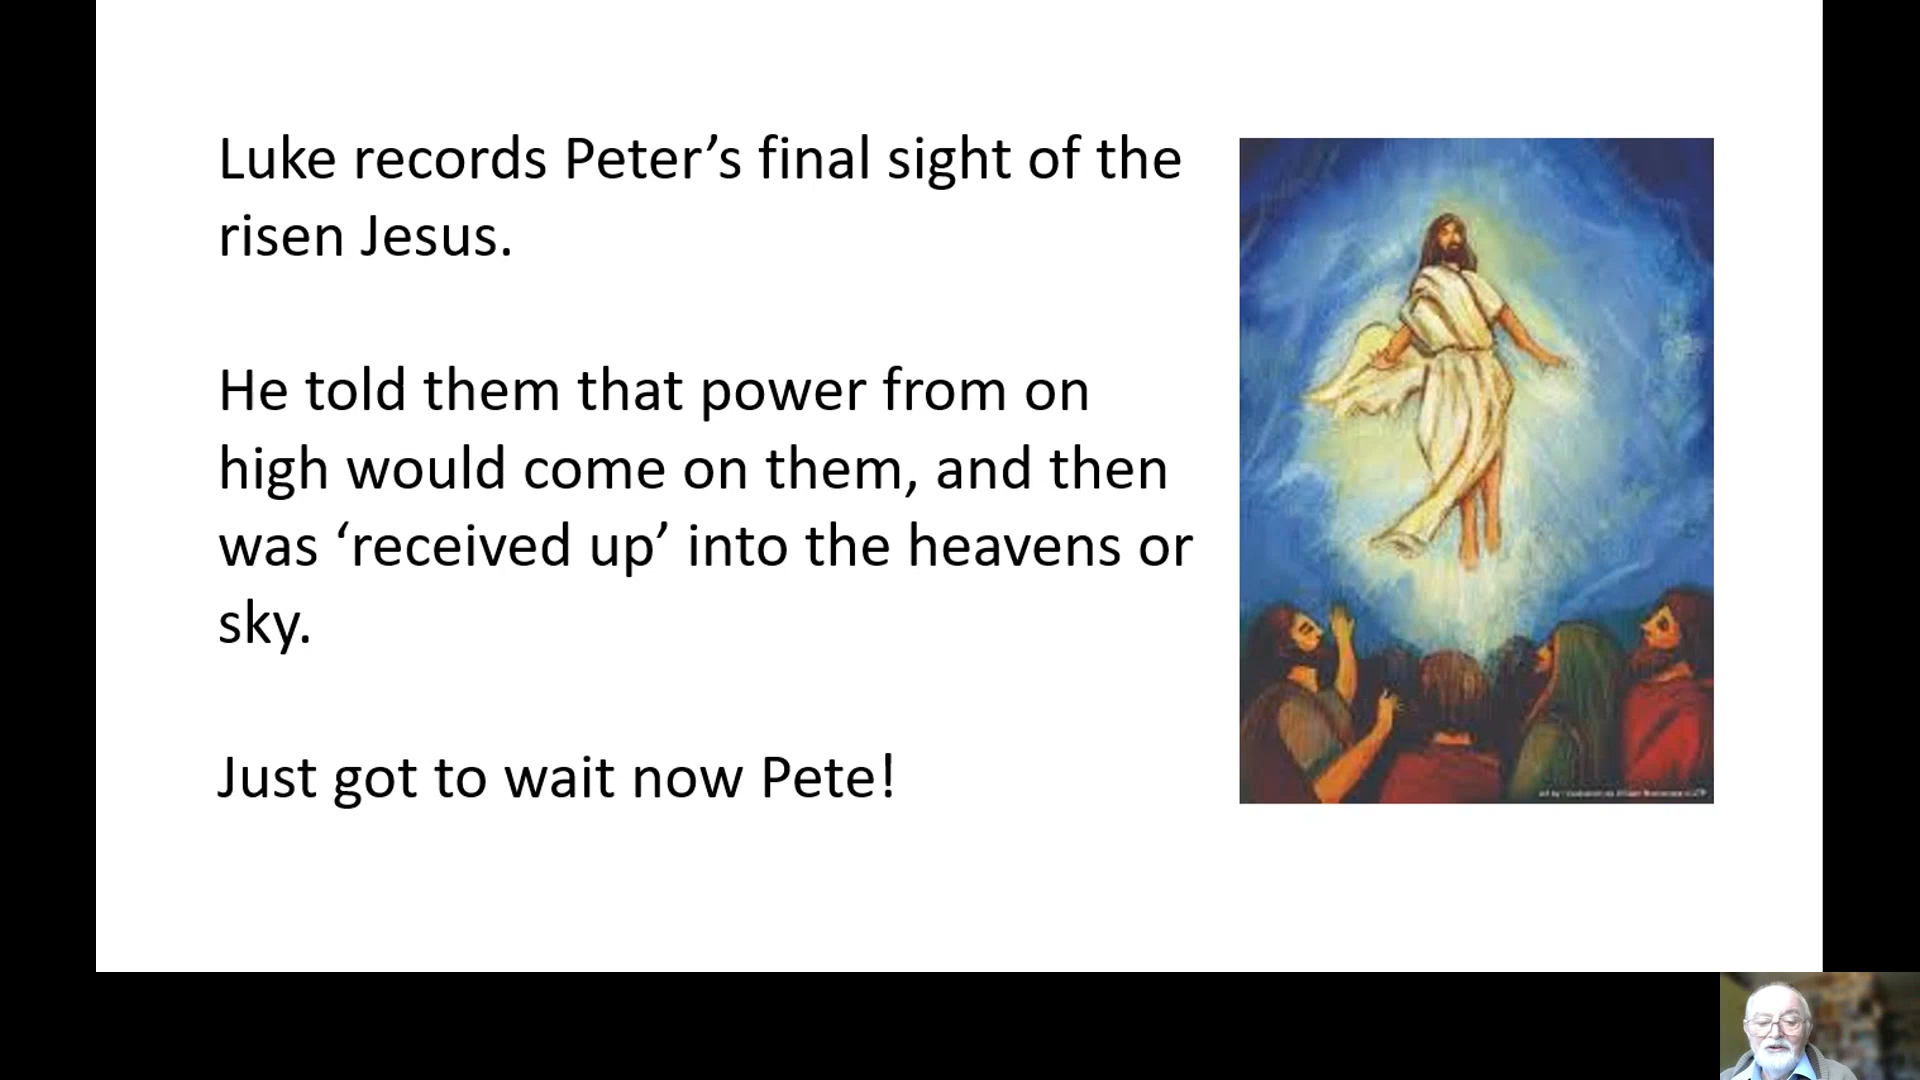 Luke records Peter’s final sight of the
risen Jesus.
He told them that power from on
high would come on them, and then
was ‘received up’ into the heavens or
sky.
Just got to wait now Pete!